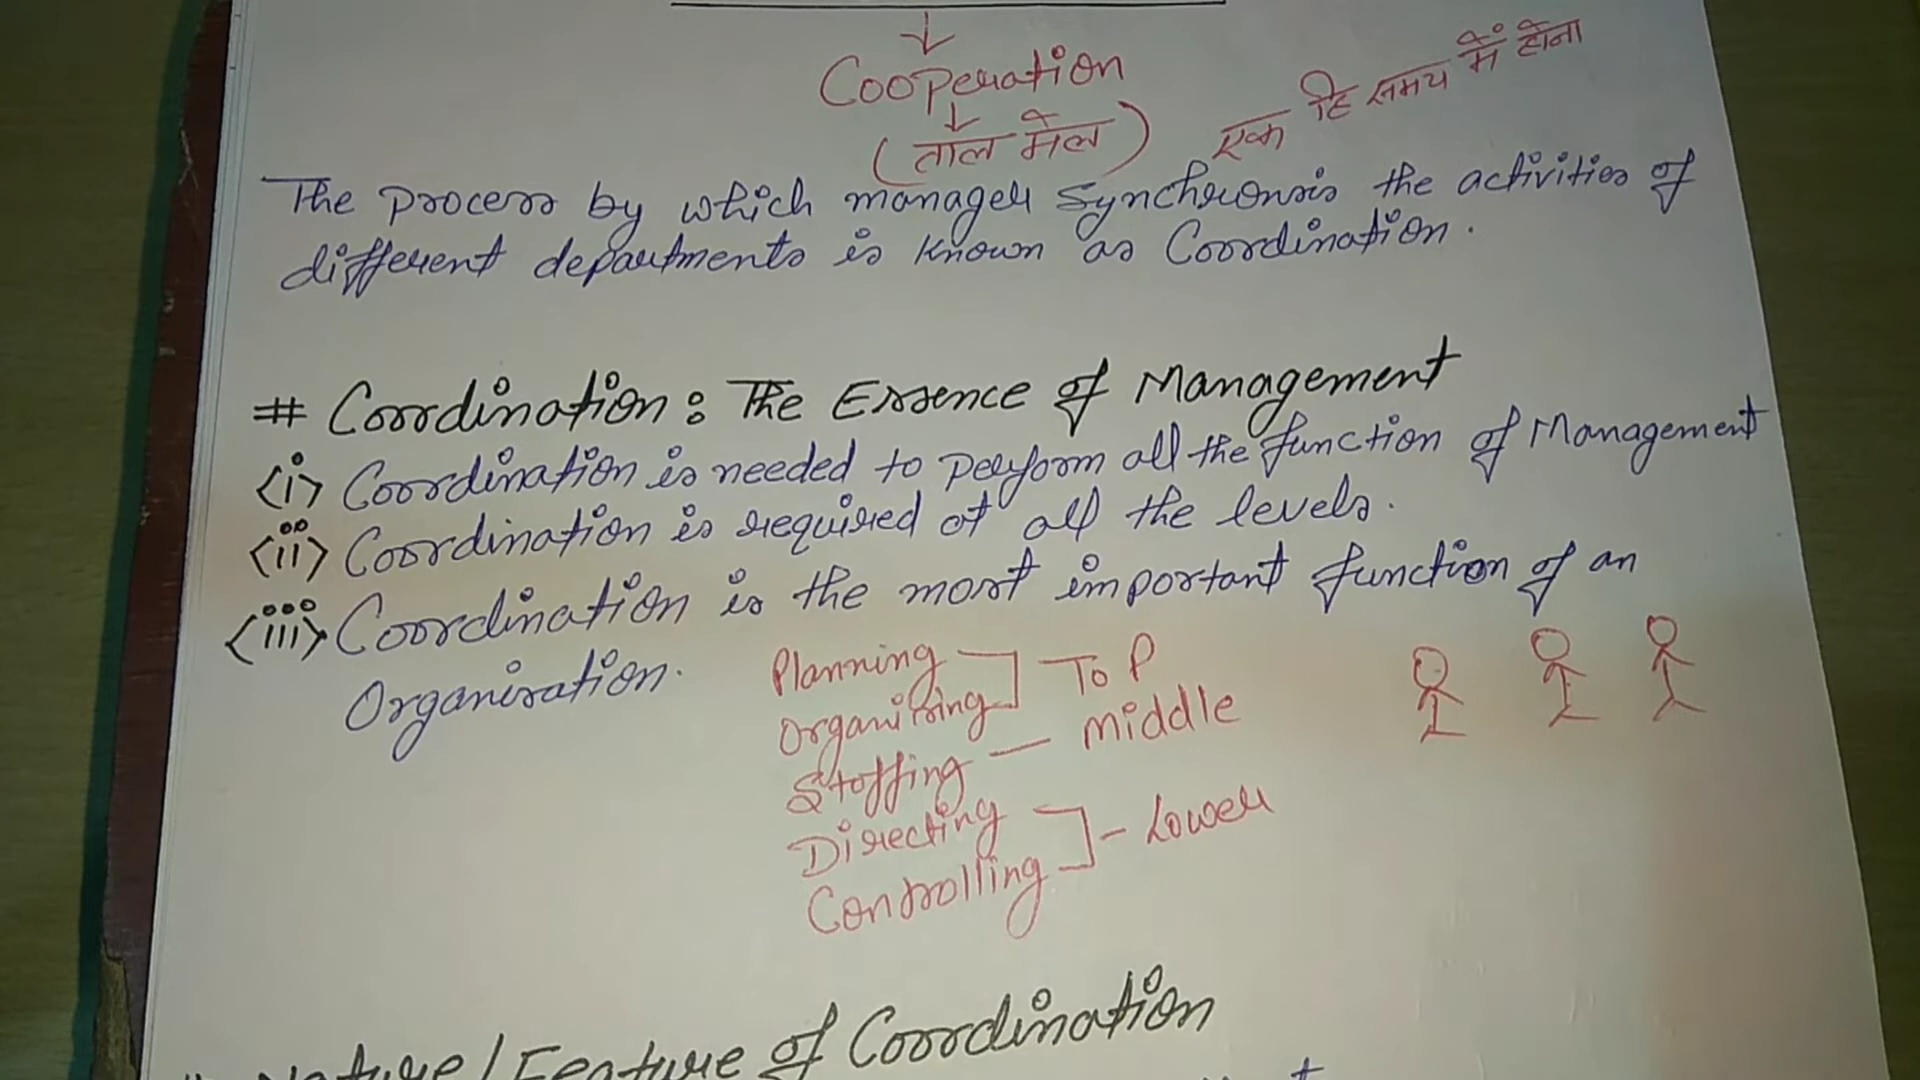 Cooperation
(ताल मेल)
एक हि समय में होना
The process by which manager synchronsis the activities of
different departments is known as Coordination.
# Coordination: The Essence of Management
<i> Coordination is needed to perform all the function of Management
<ii> Coordination is required at all the levels.
<iii> Coordination is the most important function of an
Organisation.
Planning
Organising
TOP
Staffing — middle
Directing
Controlling
- Lower
Nature/Feature of Coordination